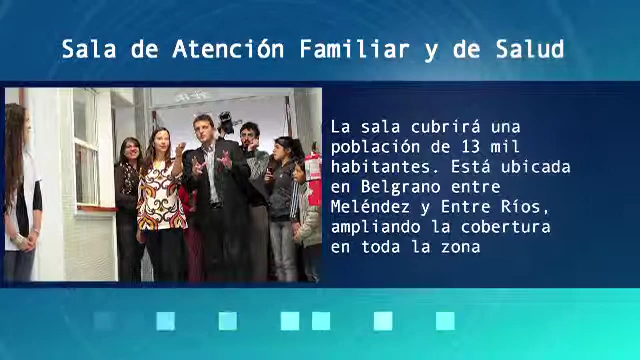 Sala de Atención Familiar y de Salud
La sala cubrirá una
población de 13 mil
habitantes. Está ubicada
en Belgrano entre
Meléndez y Entre Ríos,
ampliando la cobertura
en toda la zona